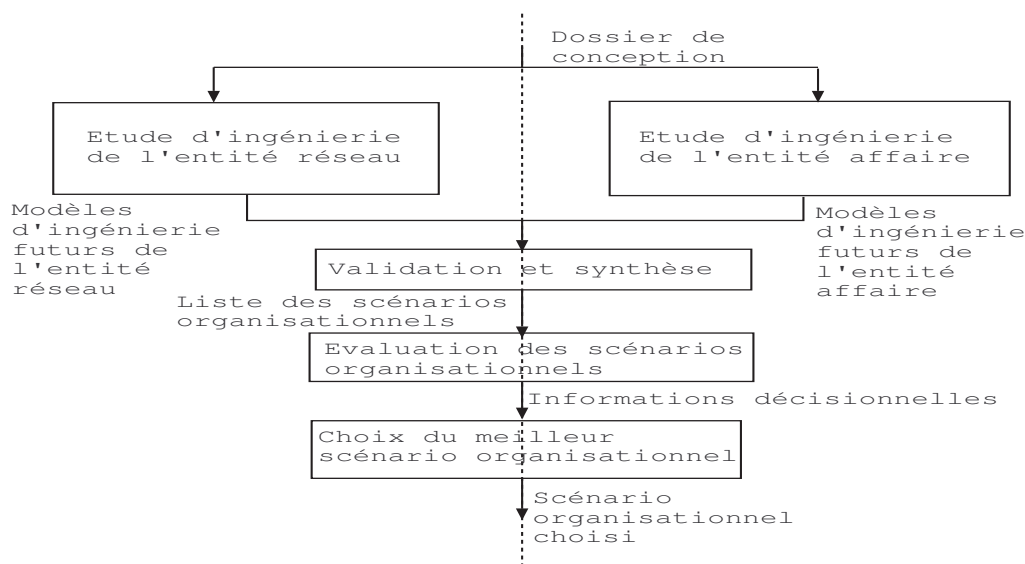 Dossier de
conception
Etude d'ingénierie
de l'entité réseau
Etude d'ingénierie
de l'entité affaire
Modèles
d'ingénierie
futurs de
l'entité
réseau
Modèles
d'ingénierie
futurs de
l'entité
affaire
Validation et synthèse
Liste des scénarios
organisationnels
Evaluation des scénarios
organisationnels
Informations décisionnelles
Choix du meilleur
scénario organisationnel
Scénario
organisationnel
choisi